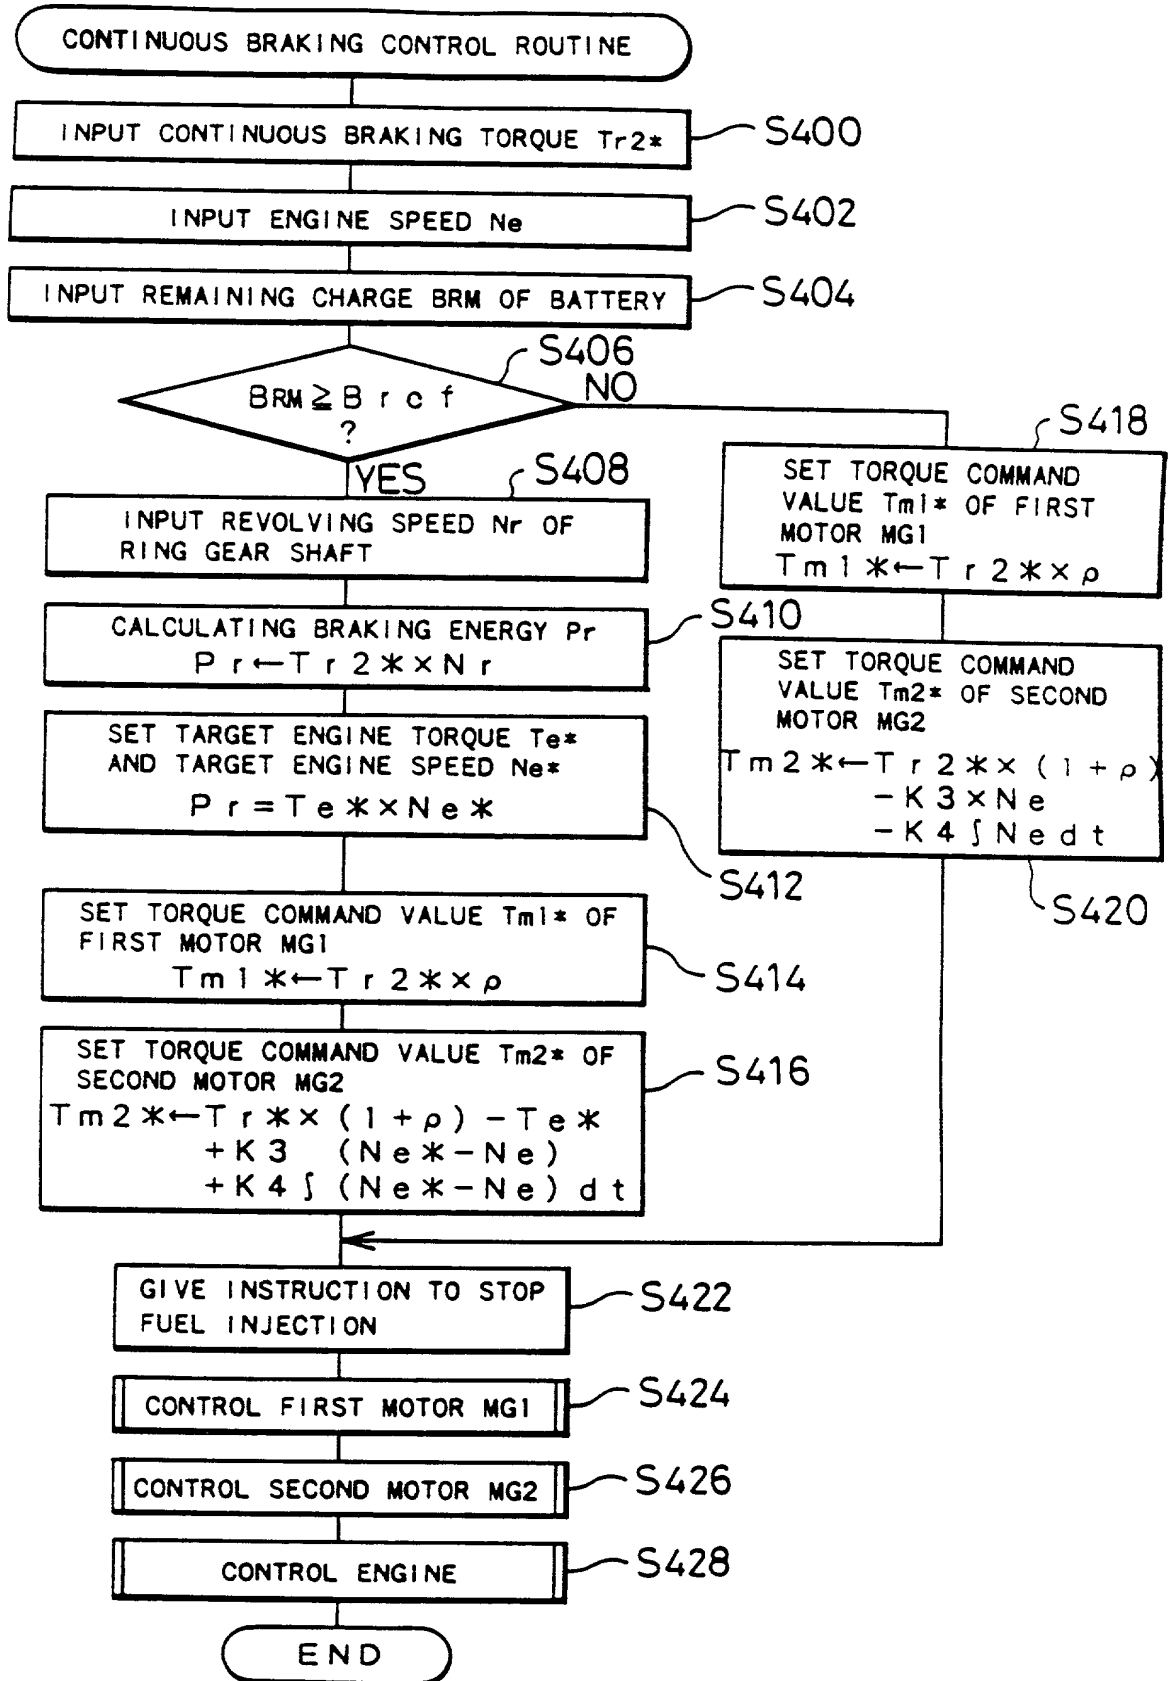 CONTINUOUS BRAKING CONTROL ROUTINE
INPUT CONTINUOUS BRAKING TORQUE Tr2*
S400
INPUT ENGINE SPEED Ne
S402
INPUT REMAINING CHARGE BRM OF BATTERY
S404
BRM ≧ Brcf
?
S406
NO
YES
INPUT REVOLVING SPEED Nr OF
RING GEAR SHAFT
S408
CALCULATING BRAKING ENERGY Pr
Pr←Tr2*×Nr
S410
SET TARGET ENGINE TORQUE Te*
AND TARGET ENGINE SPEED Ne*
Pr=Te*×Ne*
S412
SET TORQUE COMMAND VALUE Tm1* OF
FIRST MOTOR MG1
Tm1*←Tr2*×ρ
S414
SET TORQUE COMMAND VALUE Tm2* OF
SECOND MOTOR MG2
Tm2*←Tr*×(1+ρ)-Te*
+K3 (Ne*-Ne)
+K4∫(Ne*-Ne)dt
S416
SET TORQUE COMMAND
VALUE Tm1* OF FIRST
MOTOR MG1
Tm1*←Tr2*×ρ
S418
SET TORQUE COMMAND
VALUE Tm2* OF SECOND
MOTOR MG2
Tm2*←Tr2*×(1+ρ)
-K3×Ne
-K4∫Nedt
S420
GIVE INSTRUCTION TO STOP
FUEL INJECTION
S422
CONTROL FIRST MOTOR MG1
S424
CONTROL SECOND MOTOR MG2
S426
CONTROL ENGINE
S428
END